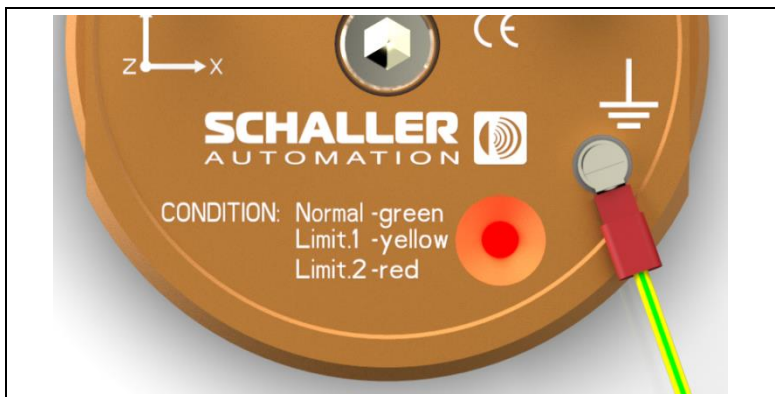 CE
Z X
SCHALLER
AUTOMATION
CONDITION: Normal -green
Limit.1 -yellow
Limit.2 -red